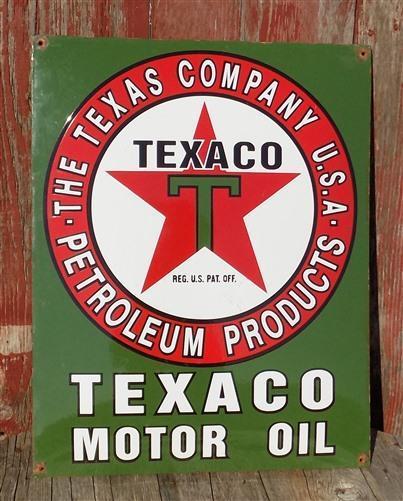 ·THE TEXAS COMPANY U.S.A·
PETROLEUM PRODUCTS
TEXACO
T
REG. U.S. PAT. OFF.
TEXACO
MOTOR OIL